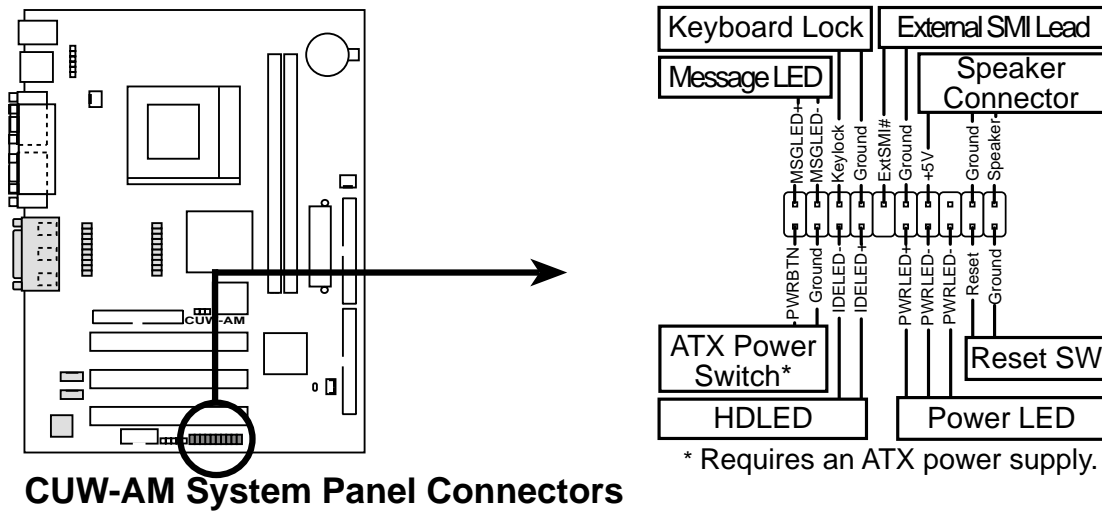 Keyboard Lock
External SMI Lead
Message LED
Speaker
Connector
MSGLED+
MSGLED-
Keylock
Ground
ExtSMI#
Ground
+5V
Ground
Speaker
PWRBTN
Ground
IDELED-
IDELED+
PWRLED+
PWRLED-
PWRLED-
Reset
Ground
CUW-AM
ATX Power
Switch*
Reset SW
HDLED
Power LED
* Requires an ATX power supply.
CUW-AM System Panel Connectors